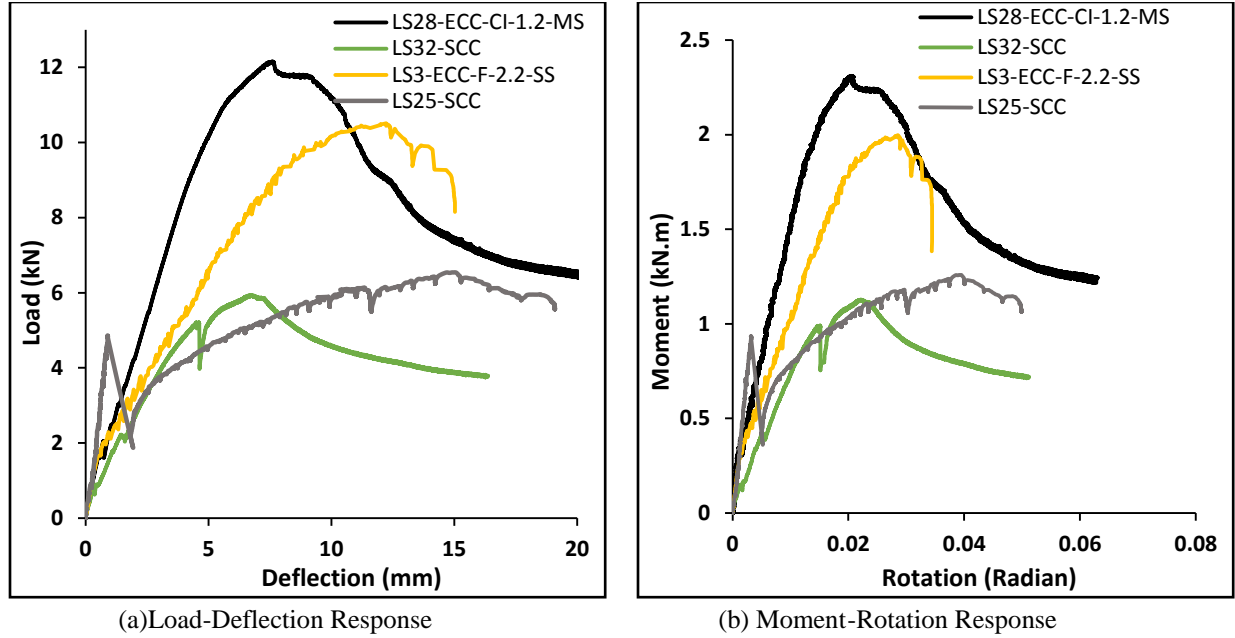 LS28-ECC-CI-1.2-MS
LS32-SCC
LS3-ECC-F-2.2-SS
LS25-SCC
12
10
8
6
4
2
0
Load (kN)
0
5
10
15
20
Deflection (mm)
(a)Load-Deflection Response
LS28-ECC-CI-1.2-MS
LS32-SCC
LS3-ECC-F-2.2-SS
LS25-SCC
2.5
2
1.5
1
0.5
0
Moment (kN.m)
0
0.02
0.04
0.06
0.08
Rotation (Radian)
(b) Moment-Rotation Response